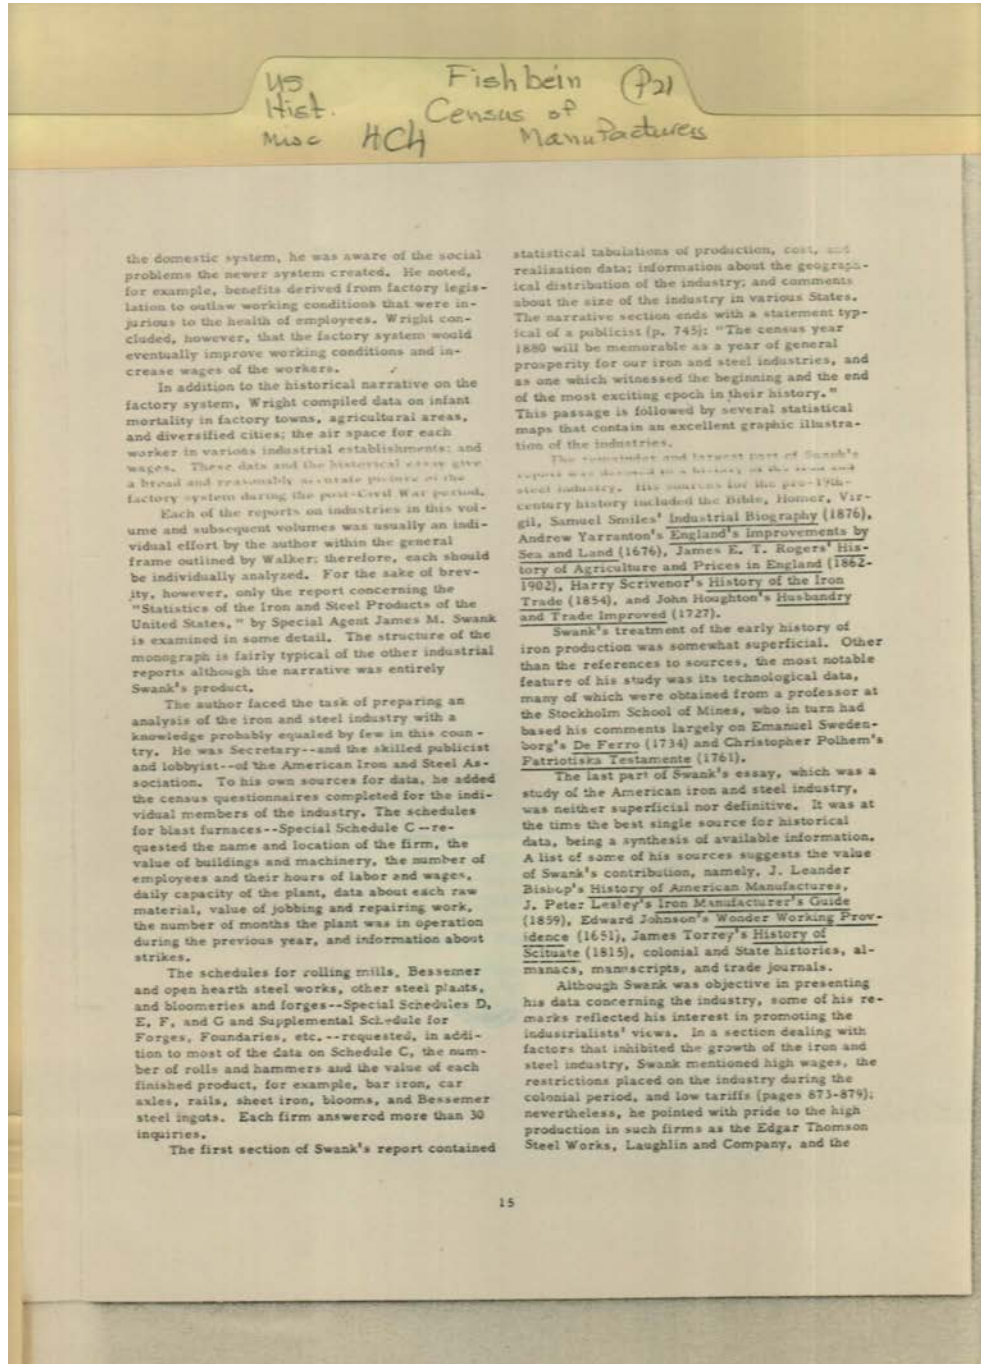 US Fishbein (P21)
Hist. Census of
Misc HCH Manufacturers
the domestic system, he was aware of the social
problems the newer system created. He noted,
for example, benefits derived from factory legis-
lation to outlaw working conditions that were in-
jurious to the health of employees. Wright con-
cluded, however, that the factory system would
eventually improve working conditions and in-
crease wages of the workers.
In addition to the historical narrative on the
factory system, Wright compiled data on infant
mortality in factory towns, agricultural areas,
and diversified cities; the air space for each
worker in various industrial establishments; and
wages. These data and the historical essay give
a broad and reasonably accurate picture of the
factory system during the post-Civil War period.
Each of the reports on industries in this vol-
ume and subsequent volumes was usually an indi-
vidual effort by the author within the general
frame outlined by Walker; therefore, each should
be individually analyzed. For the sake of brev-
ity, however, only the report concerning the
"Statistics of the Iron and Steel Products of the
United States," by Special Agent James M. Swank
is examined in some detail. The structure of the
monograph is fairly typical of the other industrial
reports although the narrative was entirely
Swank's product.
The author faced the task of preparing an
analysis of the iron and steel industry with a
knowledge probably equaled by few in this coun-
try. He was Secretary--and the skilled publicist
and lobbyist--of the American Iron and Steel As-
sociation. To his own sources for data, he added
the census questionnaires completed for the indi-
vidual members of the industry. The schedules
for blast furnaces--Special Schedule C--re-
quested the name and location of the firm, the
value of buildings and machinery, the number of
employees and their hours of labor and wages,
daily capacity of the plant, data about each raw
material, value of jobbing and repairing work,
the number of months the plant was in operation
during the previous year, and information about
strikes.
The schedules for rolling mills, Bessemer
and open hearth steel works, other steel plants,
and bloomeries and forges--Special Schedules D,
E, F, and G and Supplemental Schedule for
Forges, Foundaries, etc.--requested, in addi-
tion to most of the data on Schedule C, the num-
ber of rolls and hammers and the value of each
finished product, for example, bar iron, car
axles, rails, sheet iron, blooms, and Bessemer
steel ingots. Each firm answered more than 30
inquiries.
The first section of Swank's report contained
statistical tabulations of production, cost, and
realization data; information about the geograph-
ical distribution of the industry; and comments
about the size of the industry in various States.
The narrative section ends with a statement typ-
ical of a publicist (p. 745): "The census year
1880 will be memorable as a year of general
prosperity for our iron and steel industries, and
as one which witnessed the beginning and the end
of the most exciting epoch in their history."
This passage is followed by several statistical
maps that contain an excellent graphic illustra-
tion of the industries.
The remainder and largest part of Swank's
report was devoted to a history of the iron and
steel industry. His sources for the pre-19th-
century history included the Bible, Homer, Vir-
gil, Samuel Smiles' Industrial Biography (1876),
Andrew Yarranton's England's Improvements by
Sea and Land (1676), James E. T. Rogers' His-
tory of Agriculture and Prices in England (1862-
1902), Harry Scrivenor's History of the Iron
Trade (1854), and John Houghton's Husbandry
and Trade Improved (1727).
Swank's treatment of the early history of
iron production was somewhat superficial. Other
than the references to sources, the most notable
feature of his study was its technological data,
many of which were obtained from a professor at
the Stockholm School of Mines, who in turn had
based his comments largely on Emanuel Sweden-
borg's De Ferro (1734) and Christopher Polhem's
Patriotiska Testamente (1761).
The last part of Swank's essay, which was a
study of the American iron and steel industry,
was neither superficial nor definitive. It was at
the time the best single source for historical
data, being a synthesis of available information.
A list of some of his sources suggests the value
of Swank's contribution, namely, J. Leander
Bishop's History of American Manufactures,
J. Peter Lesley's Iron Manufacturer's Guide
(1859), Edward Johnson's Wonder Working Prov-
idence (1651), James Torrey's History of
Scituate (1815), colonial and State histories, al-
manacs, manuscripts, and trade journals.
Although Swank was objective in presenting
his data concerning the industry, some of his re-
marks reflected his interest in promoting the
industrialists' views. In a section dealing with
factors that inhibited the growth of the iron and
steel industry, Swank mentioned high wages, the
restrictions placed on the industry during the
colonial period, and low tariffs (pages 873-879);
nevertheless, he pointed with pride to the high
production in such firms as the Edgar Thomson
Steel Works, Laughlin and Company, and the
15